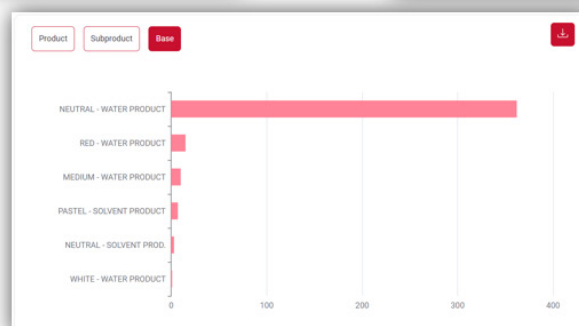 Product Subproduct Base
NEUTRAL - WATER PRODUCT
RED - WATER PRODUCT
MEDIUM - WATER PRODUCT
PASTEL - SOLVENT PRODUCT
NEUTRAL - SOLVENT PROD.
WHITE - WATER PRODUCT
0 100 200 300 400